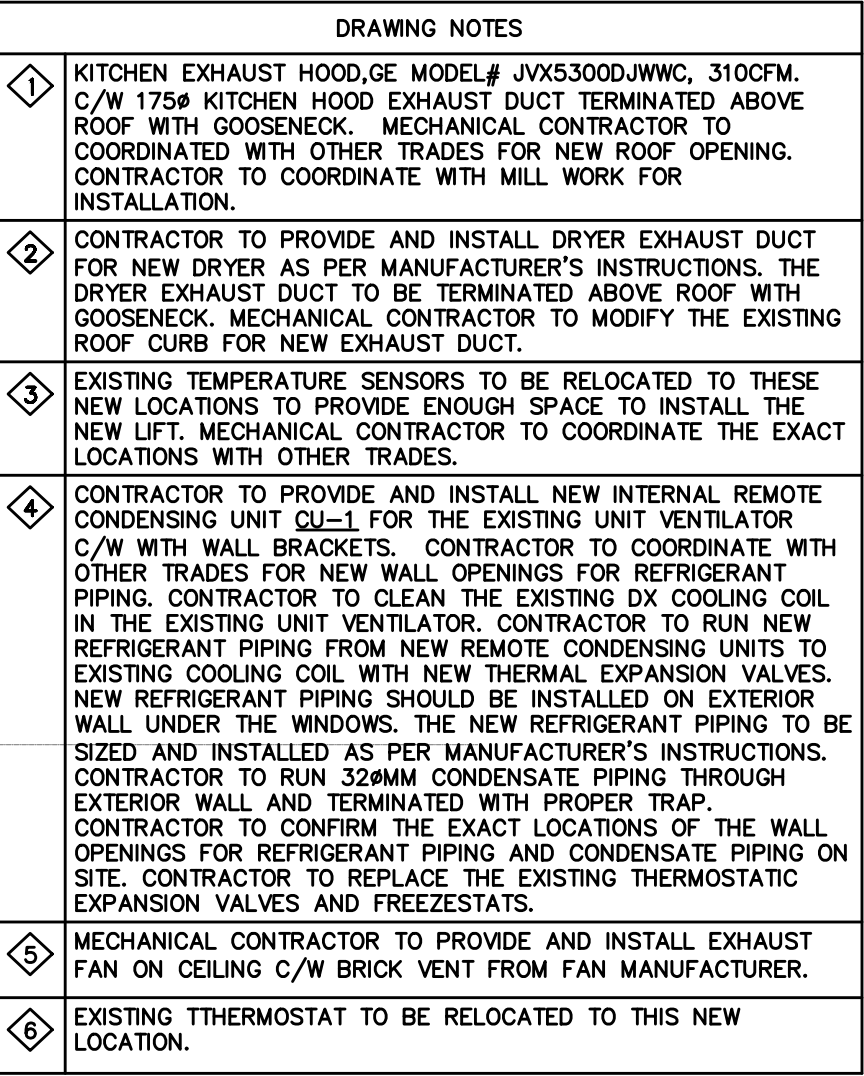 DRAWING NOTES
1
KITCHEN EXHAUST HOOD,GE MODEL# JVX5300DJWWC, 310CFM.
C/W 175ø KITCHEN HOOD EXHAUST DUCT TERMINATED ABOVE
ROOF WITH GOOSENECK. MECHANICAL CONTRACTOR TO
COORDINATED WITH OTHER TRADES FOR NEW ROOF OPENING.
CONTRACTOR TO COORDINATE WITH MILL WORK FOR
INSTALLATION.
2
CONTRACTOR TO PROVIDE AND INSTALL DRYER EXHAUST DUCT
FOR NEW DRYER AS PER MANUFACTURER'S INSTRUCTIONS. THE
DRYER EXHAUST DUCT TO BE TERMINATED ABOVE ROOF WITH
GOOSENECK. MECHANICAL CONTRACTOR TO MODIFY THE EXISTING
ROOF CURB FOR NEW EXHAUST DUCT.
3
EXISTING TEMPERATURE SENSORS TO BE RELOCATED TO THESE
NEW LOCATIONS TO PROVIDE ENOUGH SPACE TO INSTALL THE
NEW LIFT. MECHANICAL CONTRACTOR TO COORDINATE THE EXACT
LOCATIONS WITH OTHER TRADES.
4
CONTRACTOR TO PROVIDE AND INSTALL NEW INTERNAL REMOTE
CONDENSING UNIT CU-1 FOR THE EXISTING UNIT VENTILATOR
C/W WITH WALL BRACKETS. CONTRACTOR TO COORDINATE WITH
OTHER TRADES FOR NEW WALL OPENINGS FOR REFRIGERANT
PIPING. CONTRACTOR TO CLEAN THE EXISTING DX COOLING COIL
IN THE EXISTING UNIT VENTILATOR. CONTRACTOR TO RUN NEW
REFRIGERANT PIPING FROM NEW REMOTE CONDENSING UNITS TO
EXISTING COOLING COIL WITH NEW THERMAL EXPANSION VALVES.
NEW REFRIGERANT PIPING SHOULD BE INSTALLED ON EXTERIOR
WALL UNDER THE WINDOWS. THE NEW REFRIGERANT PIPING TO BE
SIZED AND INSTALLED AS PER MANUFACTURER'S INSTRUCTIONS.
CONTRACTOR TO RUN 32øMM CONDENSATE PIPING THROUGH
EXTERIOR WALL AND TERMINATED WITH PROPER TRAP.
CONTRACTOR TO CONFIRM THE EXACT LOCATIONS OF THE WALL
OPENINGS FOR REFRIGERANT PIPING AND CONDENSATE PIPING ON
SITE. CONTRACTOR TO REPLACE THE EXISTING THERMOSTATIC
EXPANSION VALVES AND FREEZESTATS.
5
MECHANICAL CONTRACTOR TO PROVIDE AND INSTALL EXHAUST
FAN ON CEILING C/W BRICK VENT FROM FAN MANUFACTURER.
6
EXISTING TTHERMOSTAT TO BE RELOCATED TO THIS NEW
LOCATION.